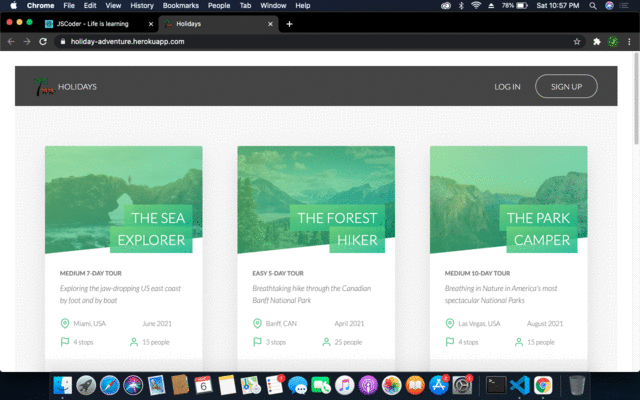 Chrome File Edit View History Bookmarks People Tab Window Help 78% Sat 10:57 PM
JSCoder - Life is learning Holidays
holiday-adventure.herokuapp.com
HOLIDAYS LOG IN SIGN UP
THE SEA
EXPLORER
MEDIUM 7-DAY TOUR
Exploring the jaw-dropping US east coast
by foot and by boat
Miami, USA June 2021
4 stops 15 people
THE FOREST
HIKER
EASY 5-DAY TOUR
Breathtaking hike through the Canadian
Banff National Park
Banff, CAN April 2021
3 stops 25 people
THE PARK
CAMPER
MEDIUM 10-DAY TOUR
Breathing in Nature in America's most
spectacular National Parks
Las Vegas, USA August 2021
4 stops 15 people
6